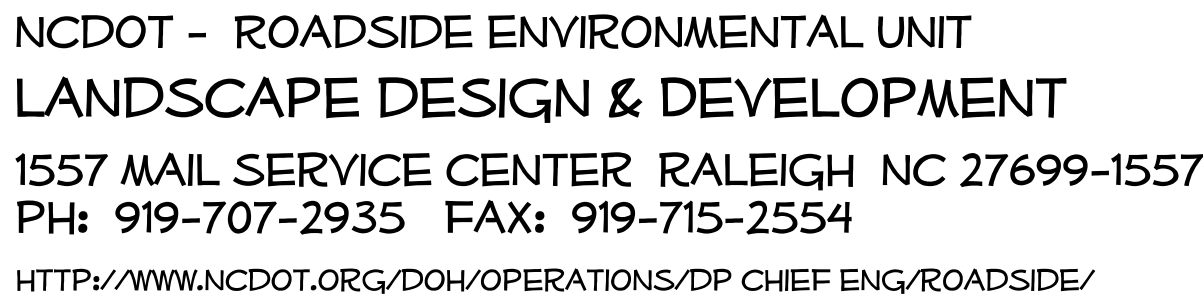 NCDOT - ROADSIDE ENVIRONMENTAL UNIT
LANDSCAPE DESIGN & DEVELOPMENT
1557 MAIL SERVICE CENTER RALEIGH NC 27699-1557
PH: 919-707-2935 FAX: 919-715-2554
HTTP://WWW.NCDOT.ORG/DOH/OPERATIONS/DP CHIEF ENG/ROADSIDE/